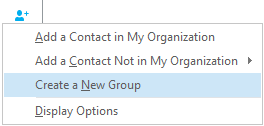 Add a Contact in My Organization
Add a Contact Not in My Organization
Create a New Group
Display Options